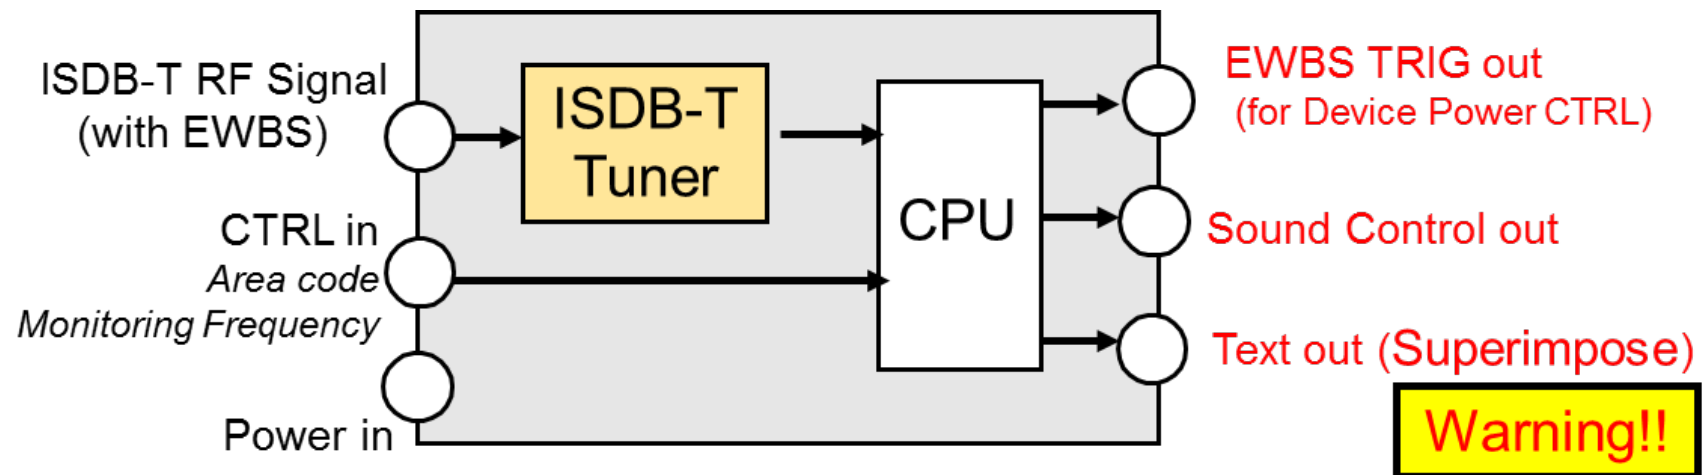 ISDB-T RF Signal
(with EWBS)
CTRL in
Area code
Monitoring Frequency
Power in
ISDB-T
Tuner
CPU
EWBS TRIG out
(for Device Power CTRL)
Sound Control out
Text out (Superimpose)
Warning!!